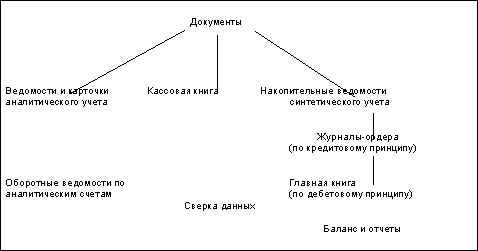 Документы
Ведомости и карточки
аналитического учета
Кассовая книга
Накопительные ведомости
синтетического учета
Журналы-ордера
(по кредитовому принципу)
Оборотные ведомости по
аналитическим счетам
Главная книга
(по дебетовому принципу)
Сверка данных
Баланс и отчеты